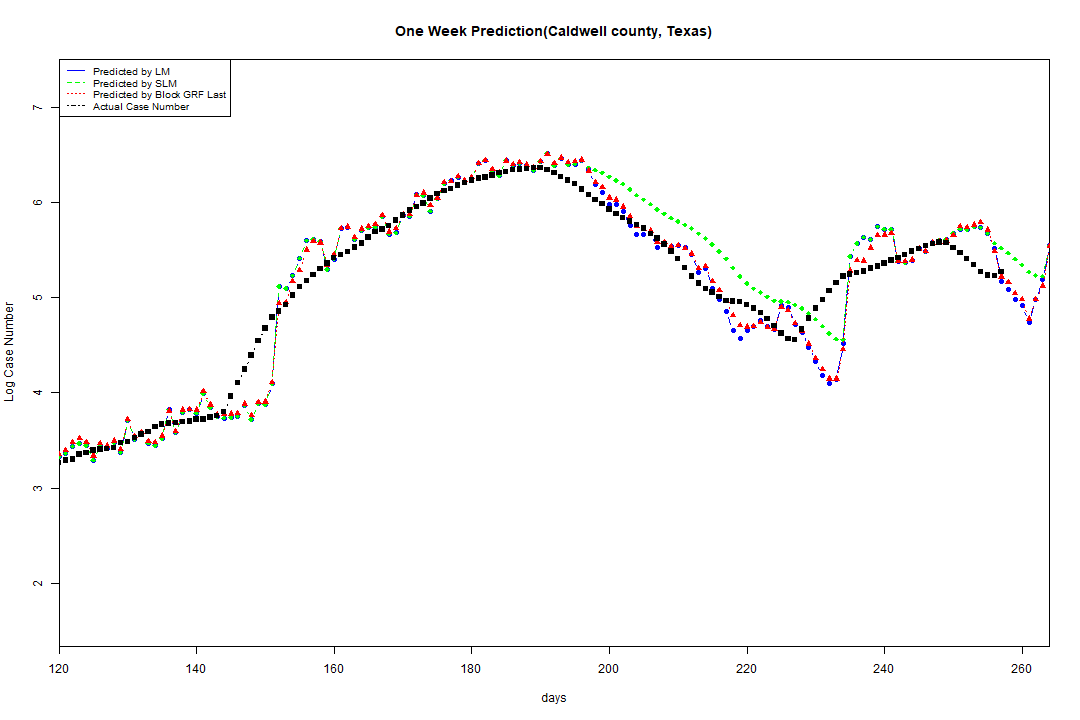 One Week Prediction(Caldwell county, Texas)
Predicted by LM
Predicted by SLM
Predicted by Block GRF Last
Actual Case Number
7
6
5
4
3
2
Log Case Number
120 140 160 180 200 220 240 260
days